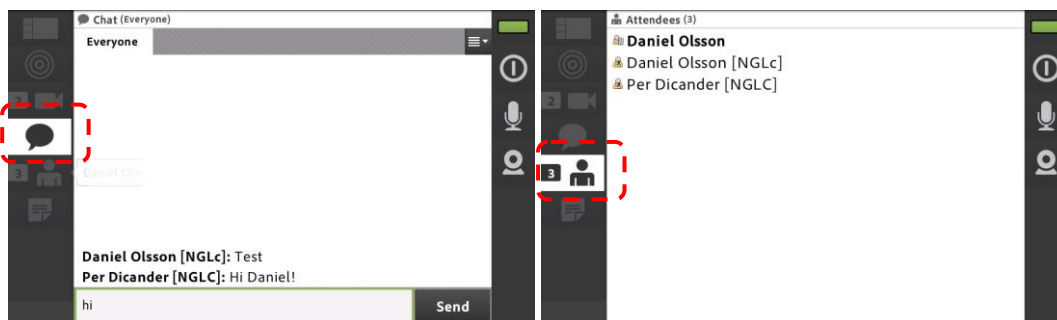 Chat (Everyone)
Everyone
2
3
Daniel Ols
Daniel Olsson [NGLc]: Test
Per Dicander [NGLC]: Hi Daniel!
hi
Send
Attendees (3)
Daniel Olsson
Daniel Olsson [NGLc]
Per Dicander [NGLC]
2
3